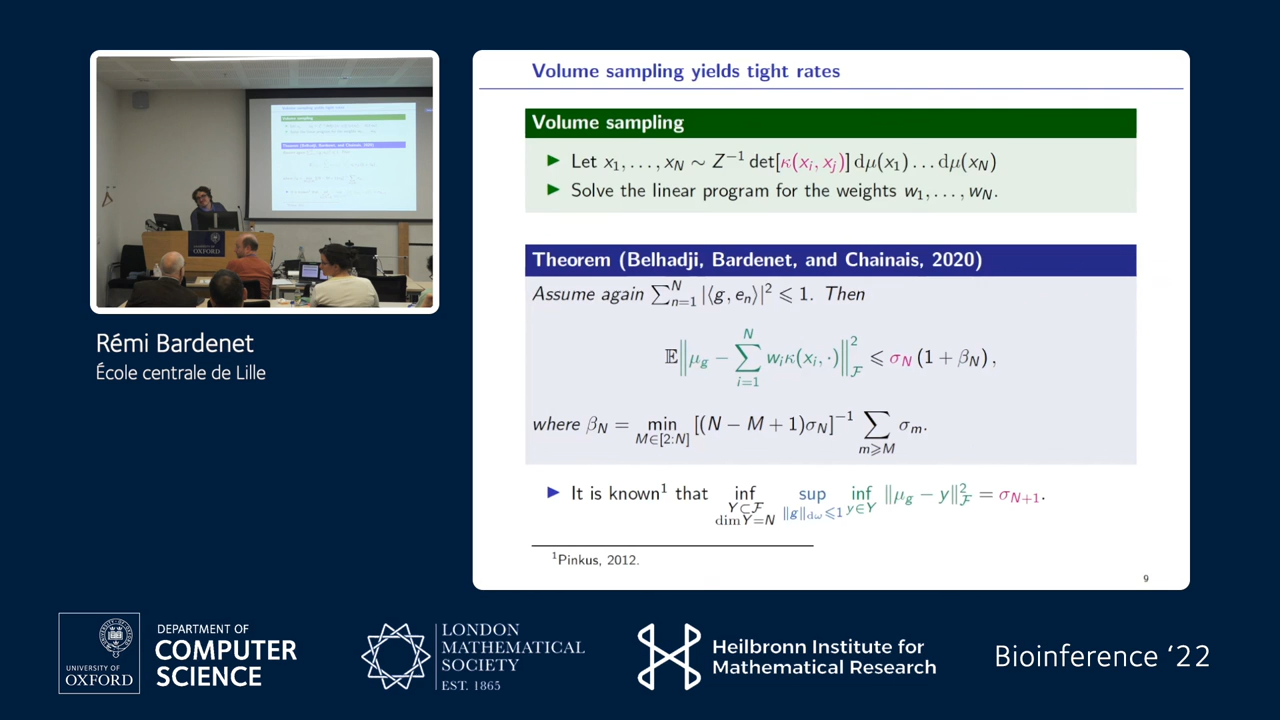 Volume sampling yields tight rates
Volume sampling
▶ Let x₁, . . . , x_N ∼ Z⁻¹ det[κ(xᵢ, xⱼ)] dμ(x₁) . . . dμ(x_N)
▶ Solve the linear program for the weights w₁, . . . , w_N.
Theorem (Belhadji, Bardenet, and Chainais, 2020)
Assume again ∑_{n=1}^N |⟨g, e_n⟩|² ⩽ 1. Then
𝔼‖μ_g − ∑_{i=1}^N wᵢκ(xᵢ, ·)‖²_ℱ ⩽ σ_N (1 + β_N) ,
where β_N = min_{M∈[2:N]} [(N − M + 1)σ_N]⁻¹ ∑_{m⩾M} σ_m.
▶ It is known¹ that inf_{Y⊂ℱ dim Y=N} sup_{‖g‖_{dω}⩽1} inf_{y∈Y} ‖μ_g − y‖²_ℱ = σ_{N+1}.
¹Pinkus, 2012.
9
Rémi Bardenet
École centrale de Lille
UNIVERSITY OF
OXFORD
DEPARTMENT OF
COMPUTER
SCIENCE
LONDON
MATHEMATICAL
SOCIETY
EST. 1865
Heilbronn Institute for
Mathematical Research
Bioinference ‘22